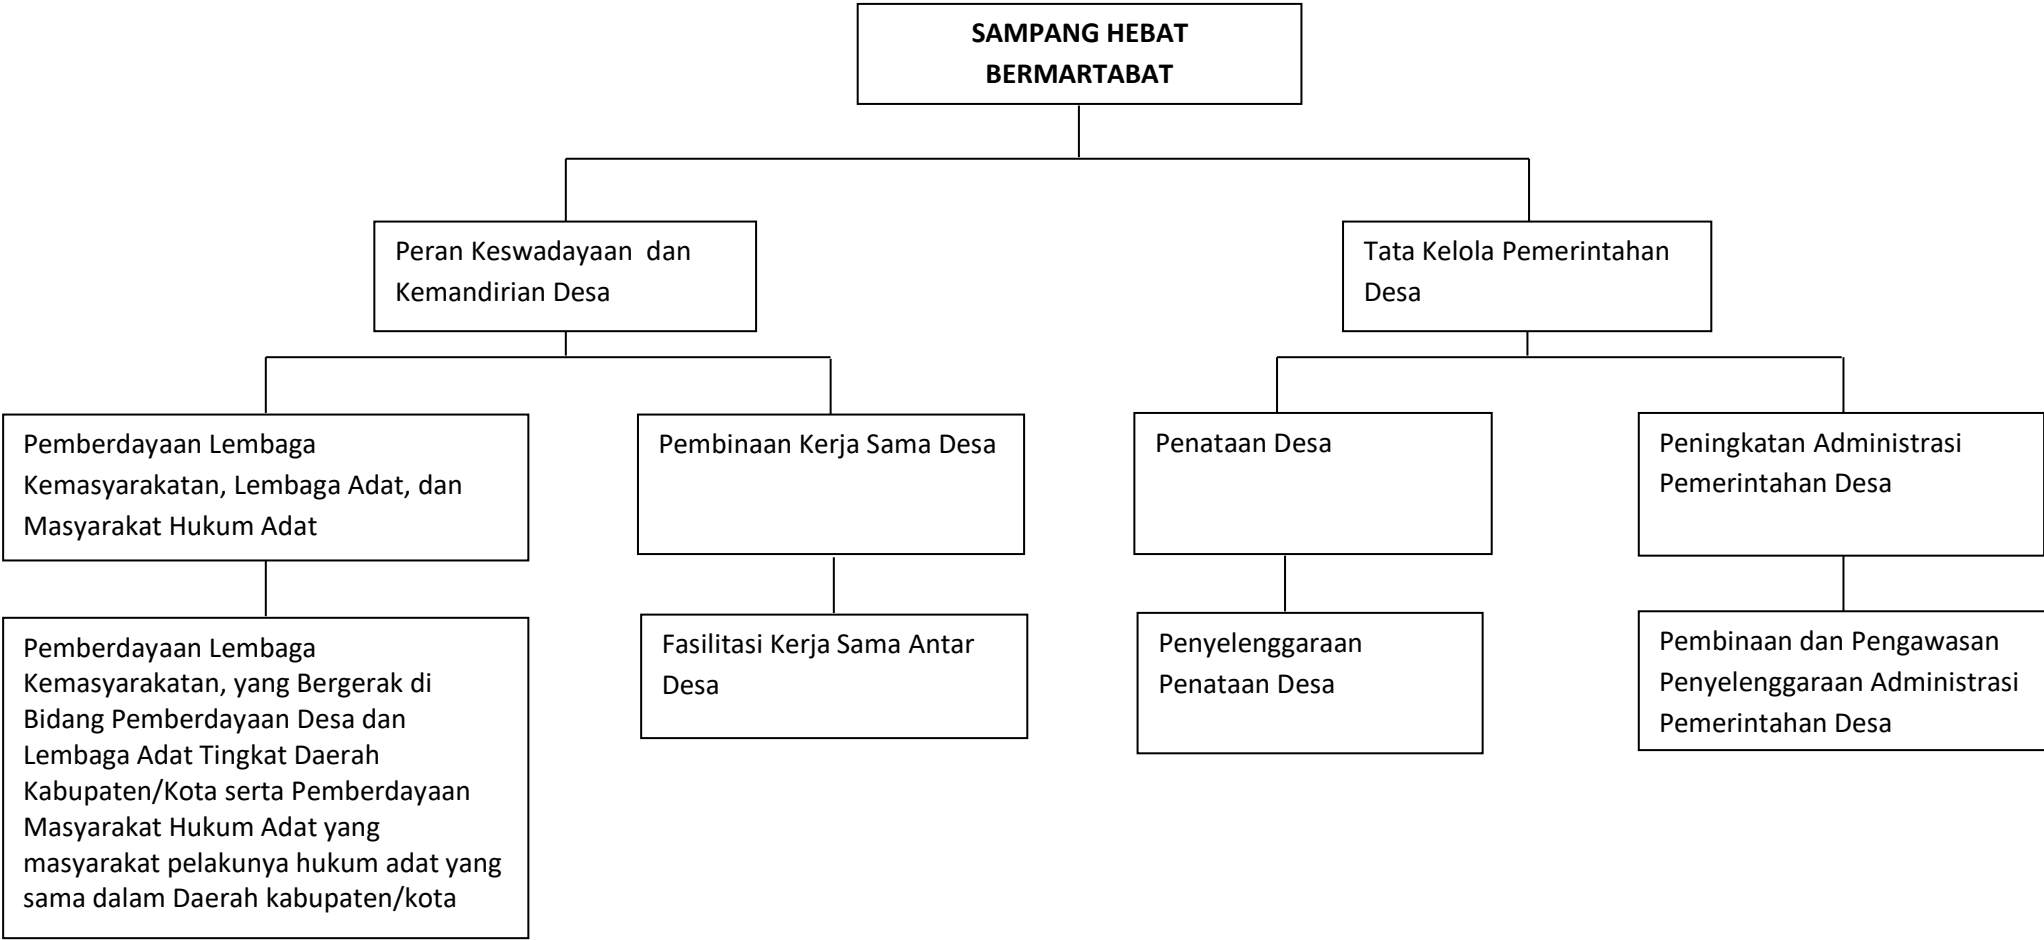 SAMPANG HEBAT
BERMARTABAT
Peran Keswadayaan  dan
Kemandirian Desa
Tata Kelola Pemerintahan
Desa
Pemberdayaan Lembaga
Kemasyarakatan, Lembaga Adat, dan
Masyarakat Hukum Adat
Pembinaan Kerja Sama Desa
Penataan Desa
Peningkatan Administrasi
Pemerintahan Desa
Pemberdayaan Lembaga
Kemasyarakatan, yang Bergerak di
Bidang Pemberdayaan Desa dan
Lembaga Adat Tingkat Daerah
Kabupaten/Kota serta Pemberdayaan
Masyarakat Hukum Adat yang
masyarakat pelakunya hukum adat yang
sama dalam Daerah kabupaten/kota
Fasilitasi Kerja Sama Antar
Desa
Penyelenggaraan
Penataan Desa
Pembinaan dan Pengawasan
Penyelenggaraan Administrasi
Pemerintahan Desa